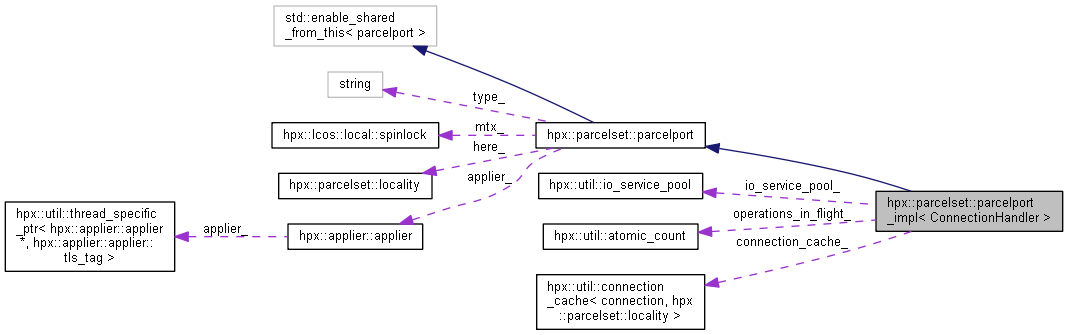 std::enable_shared
_from_this< parcelport >
string
type_
hpx::lcos::local::spinlock
mtx_
hpx::parcelset::parcelport
here_
hpx::parcelset::locality
applier_
hpx::util::io_service_pool
io_service_pool_
hpx::parcelset::parcelport
_impl< ConnectionHandler >
hpx::util::thread_specific
_ptr< hpx::applier::applier
*, hpx::applier::applier::
tls_tag >
applier_
hpx::applier::applier
hpx::util::atomic_count
operations_in_flight_
connection_cache_
hpx::util::connection
_cache< connection, hpx
::parcelset::locality >